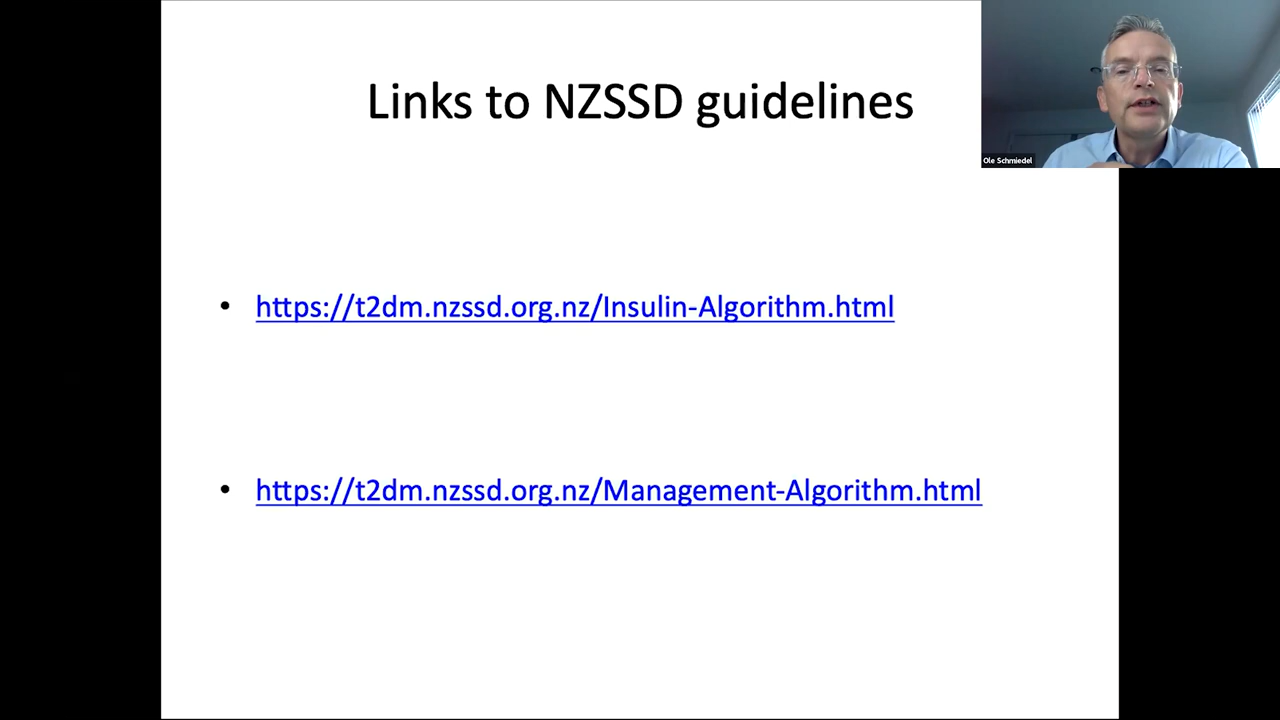 Links to NZSSD guidelines
Ole Schmiedel
• https://t2dm.nzssd.org.nz/Insulin-Algorithm.html
• https://t2dm.nzssd.org.nz/Management-Algorithm.html